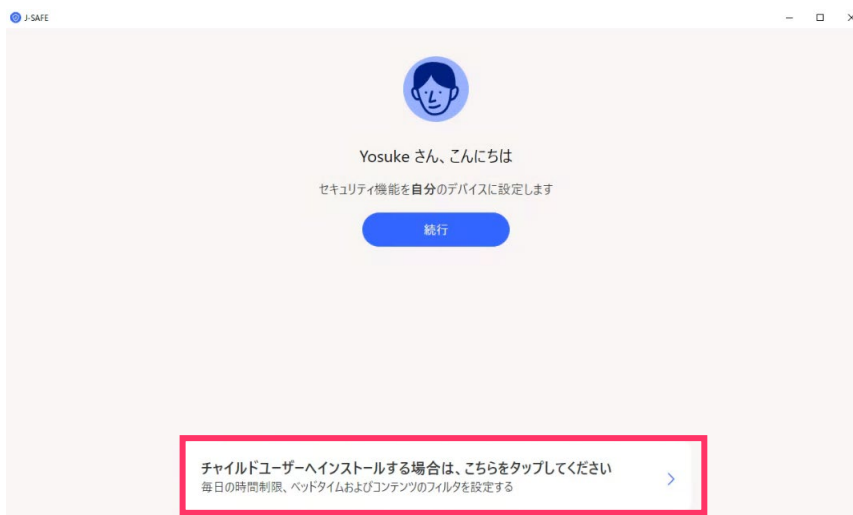 J-SAFE
Yosuke さん、こんにちは
セキュリティ機能を自分のデバイスに設定します
続行
チャイルドユーザーへインストールする場合は、こちらをタップしてください
毎日の時間制限、ベッドタイムおよびコンテンツのフィルタを設定する